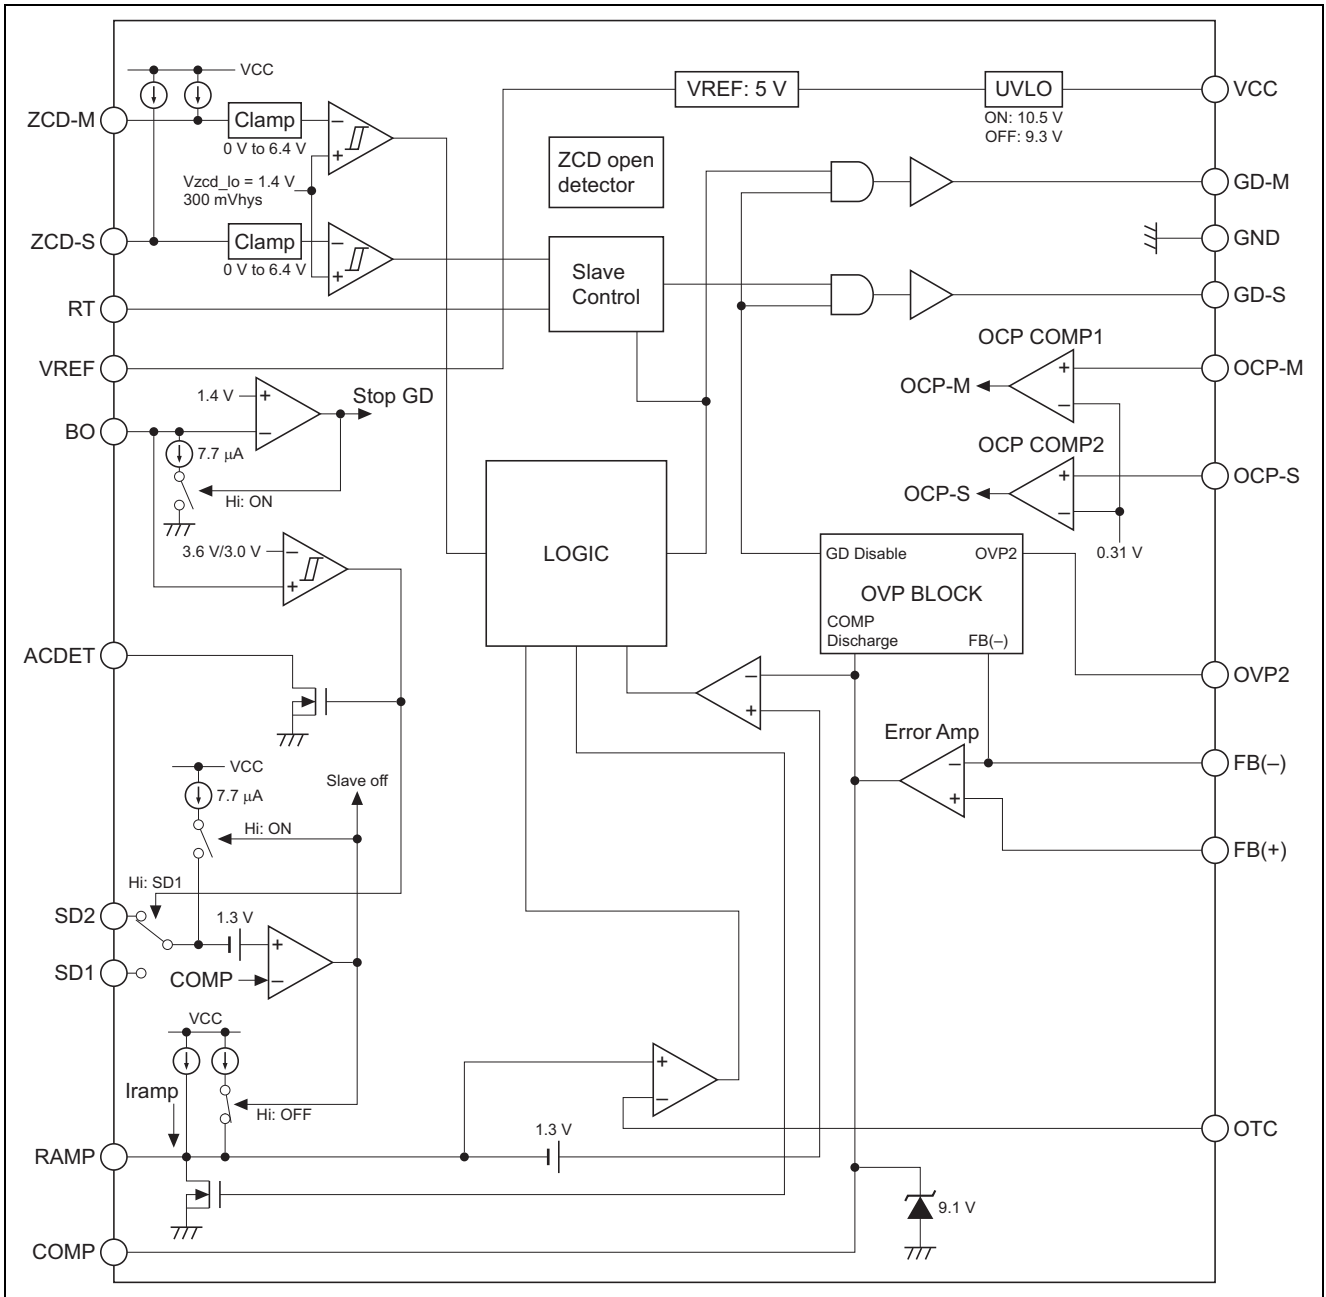 VCC
ZCD-M
Clamp
0 V to 6.4 V
−
+
Vzcd_lo = 1.4 V
300 mVhys
ZCD-S
Clamp
0 V to 6.4 V
−
+
RT
VREF
VREF: 5 V
UVLO
ON: 10.5 V
OFF: 9.3 V
VCC
ZCD open
detector
GD-M
GND
Slave
Control
GD-S
OCP COMP1
OCP-M
+
−
OCP-M
OCP COMP2
OCP-S
+
−
OCP-S
0.31 V
1.4 V
+
−
Stop GD
BO
7.7 µA
Hi: ON
3.6 V/3.0 V
−
+
LOGIC
GD Disable
OVP2
OVP BLOCK
COMP
Discharge
FB(–)
ACDET
−
+
OVP2
Error Amp
−
+
FB(–)
FB(+)
VCC
7.7 µA
Slave off
Hi: ON
Hi: SD1
SD2
1.3 V
+
−
SD1
COMP
VCC
Iramp
Hi: OFF
+
−
1.3 V
OTC
RAMP
9.1 V
COMP